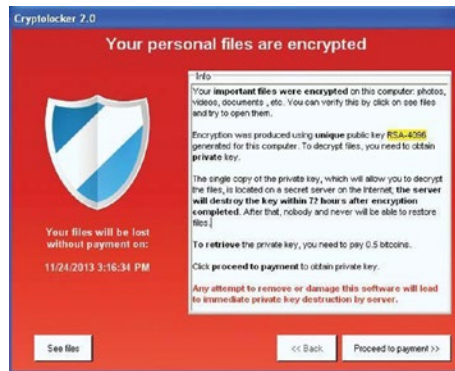 Cryptolocker 2.0
Your personal files are encrypted
Info
Your important files were encrypted on this computer: photos,
videos, documents , etc. You can verify this by click on see files
and try to open them.
Encryption was produced using unique public key RSA-4096
generated for this computer. To decrypt files, you need to obtain
private key.
The single copy of the private key, which will allow you to decrypt
the files, is located on a secret server on the Internet; the server
will destroy the key within 72 hours after encryption
completed. After that, nobody and never will be able to restore
files.
To retrieve the private key, you need to pay 0.5 bitcoins.
Click proceed to payment to obtain private key.
Any attempt to remove or damage this software will lead
to immediate private key destruction by server.
Your files will be lost
without payment on:
11/24/2013 3:16:34 PM
See files
<< Back
Proceed to payment >>